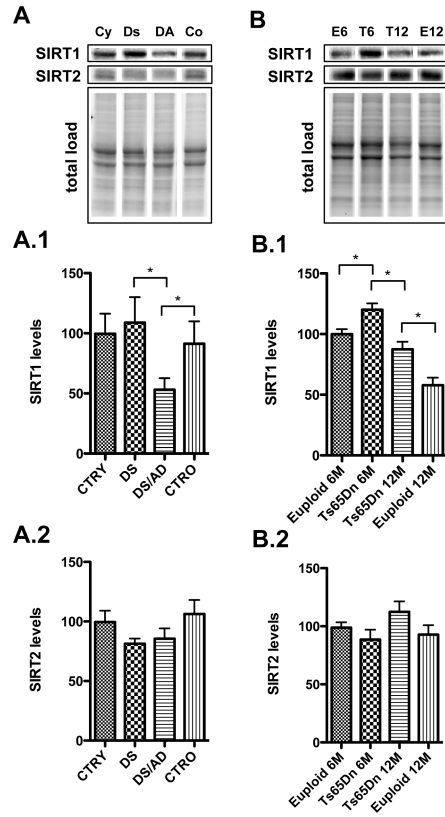 A
Cy Ds DA Co
SIRT1
SIRT2
total load
B
E6 T6 T12 E12
SIRT1
SIRT2
total load
A.1
SIRT1 levels
150
100
50
0
*
*
CTRY
DS
DS/AD
CTRO
B.1
SIRT1 levels
150
100
50
0
*
*
*
Euploid 6M
Ts65Dn 6M
Ts65Dn 12M
Euploid 12M
A.2
SIRT2 levels
150
100
50
0
CTRY
DS
DS/AD
CTRO
B.2
SIRT2 levels
150
100
50
0
Euploid 6M
Ts65Dn 6M
Ts65Dn 12M
Euploid 12M